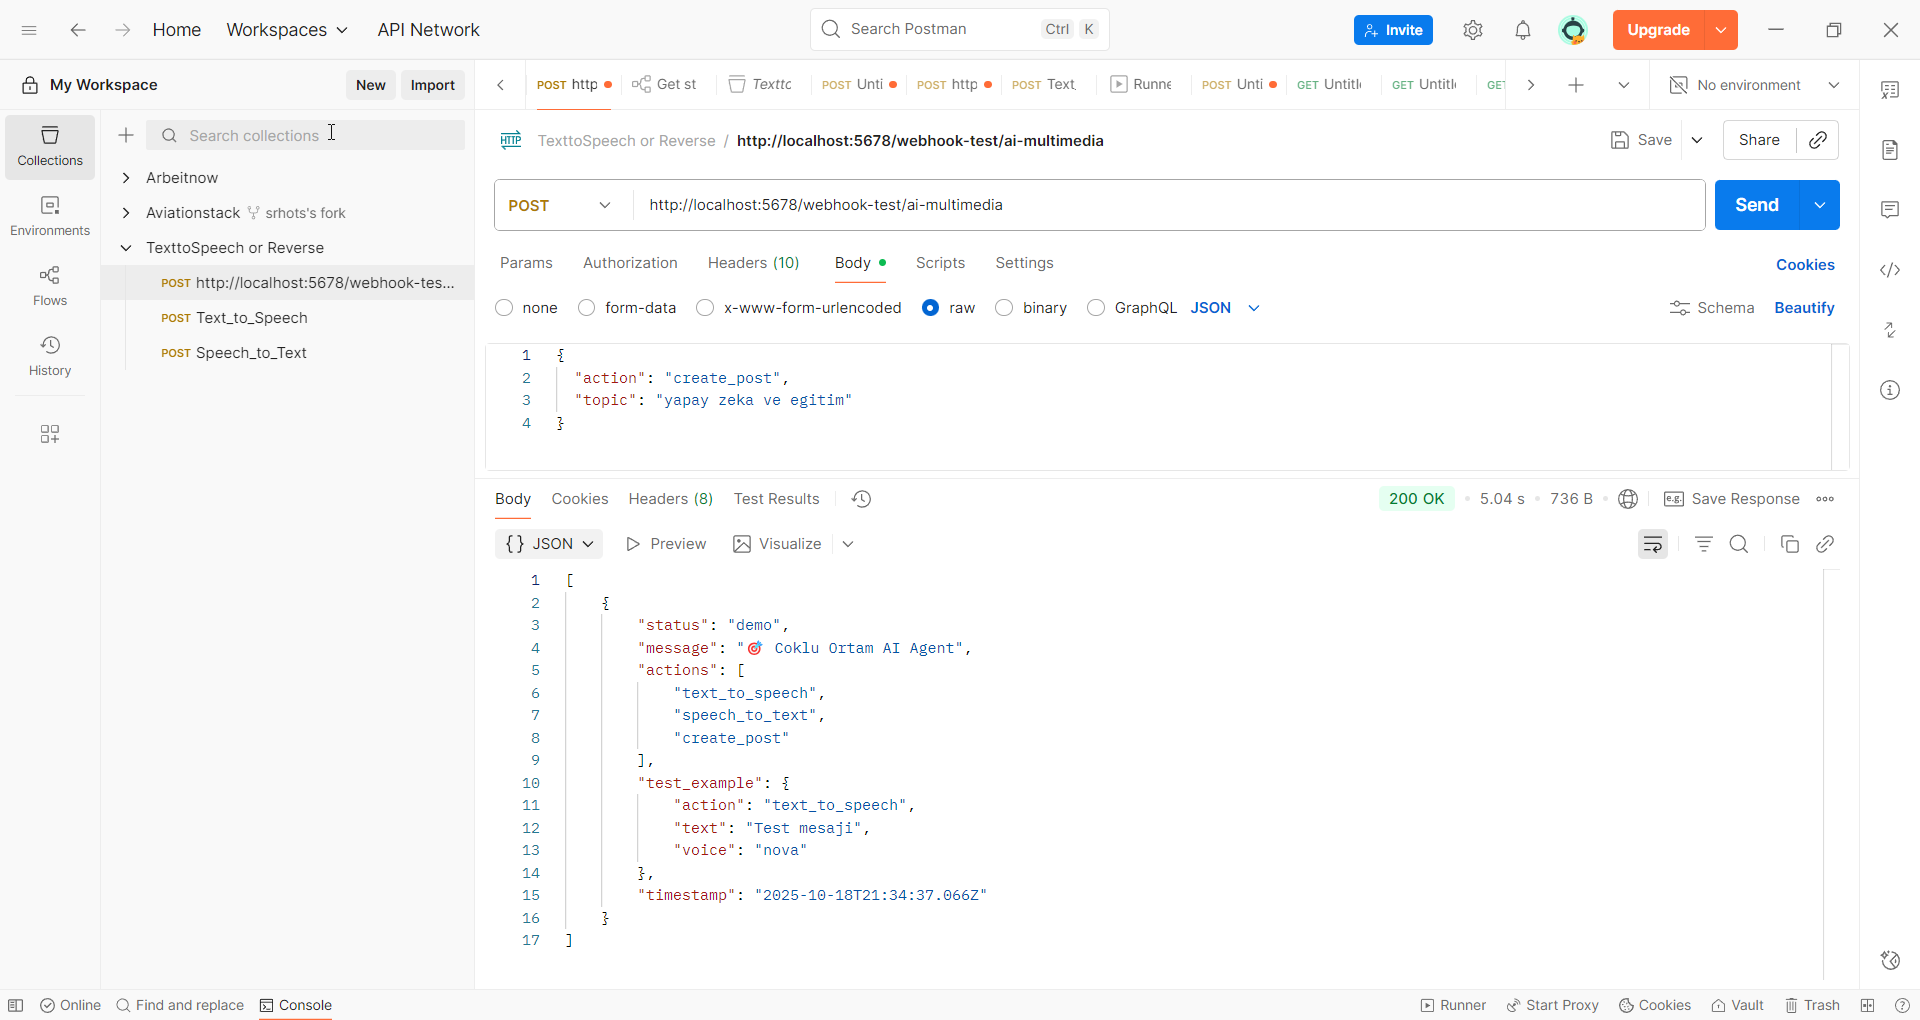 Home Workspaces API Network Search Postman Ctrl K Invite Upgrade
My Workspace New Import POST http Get st Textto POST Unti POST http POST Text_ Runne POST Unti GET Untitl GET Untitl GET No environment
Search collections
Collections
Environments
Flows
History
Arbeitnow
Aviationstack srhots's fork
TexttoSpeech or Reverse
POST http://localhost:5678/webhook-tes...
POST Text_to_Speech
POST Speech_to_Text
HTTP TexttoSpeech or Reverse / http://localhost:5678/webhook-test/ai-multimedia Save Share
POST http://localhost:5678/webhook-test/ai-multimedia Send
Params Authorization Headers (10) Body Scripts Settings Cookies
none form-data x-www-form-urlencoded raw binary GraphQL JSON Schema Beautify
1 {
2 "action": "create_post",
3 "topic": "yapay zeka ve egitim"
4 }
Body Cookies Headers (8) Test Results 200 OK • 5.04 s • 736 B • e.g. Save Response
{} JSON Preview Visualize
1 [
2 {
3 "status": "demo",
4 "message": "🎯 Coklu Ortam AI Agent",
5 "actions": [
6 "text_to_speech",
7 "speech_to_text",
8 "create_post"
9 ],
10 "test_example": {
11 "action": "text_to_speech",
12 "text": "Test mesaji",
13 "voice": "nova"
14 },
15 "timestamp": "2025-10-18T21:34:37.066Z"
16 }
17 ]
Online Find and replace Console Runner Start Proxy Cookies Vault Trash